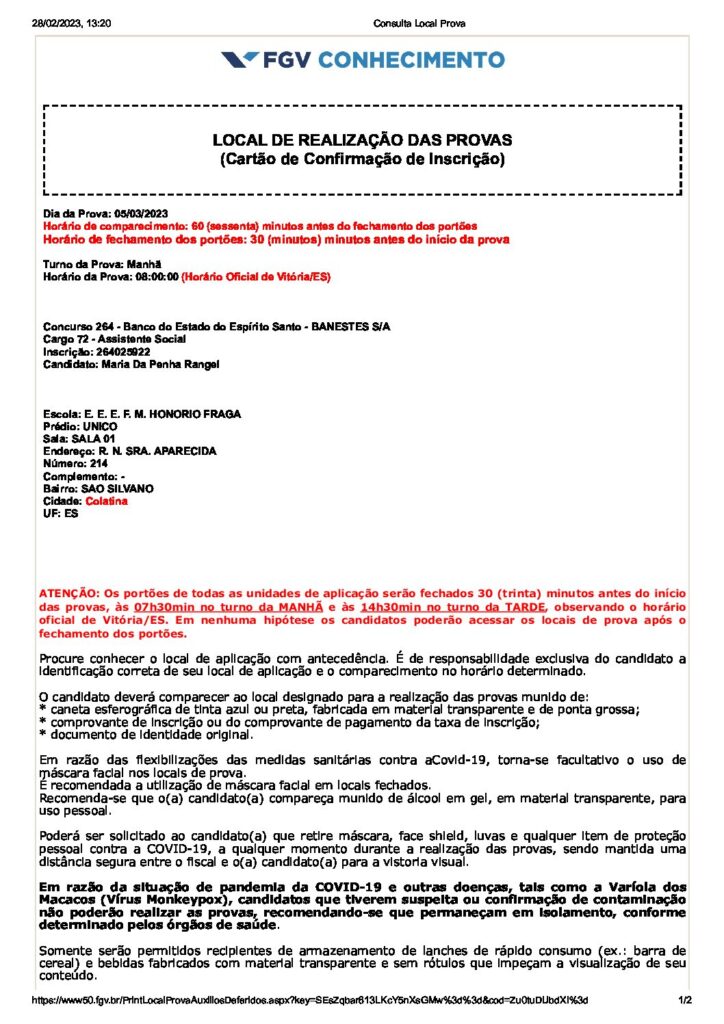 28/02/2023, 13:20 Consulta Local Prova
FGV CONHECIMENTO
LOCAL DE REALIZAÇÃO DAS PROVAS
(Cartão de Confirmação de Inscrição)
Dia da Prova: 05/03/2023
Horário de comparecimento: 60 (sessenta) minutos antes do fechamento dos portões
Horário de fechamento dos portões: 30 (minutos) minutos antes do início da prova
Turno da Prova: Manhã
Horário da Prova: 08:00:00 (Horário Oficial de Vitória/ES)
Concurso 264 - Banco do Estado do Espírito Santo - BANESTES S/A
Cargo 72 - Assistente Social
Inscrição: 264025922
Candidato: Maria Da Penha Rangel
Escola: E. E. E. F. M. HONORIO FRAGA
Prédio: UNICO
Sala: SALA 01
Endereço: R. N. SRA. APARECIDA
Número: 214
Complemento: -
Bairro: SAO SILVANO
Cidade: Colatina
UF: ES
ATENÇÃO: Os portões de todas as unidades de aplicação serão fechados 30 (trinta) minutos antes do início
das provas, às 07h30min no turno da MANHÃ e às 14h30min no turno da TARDE, observando o horário
oficial de Vitória/ES. Em nenhuma hipótese os candidatos poderão acessar os locais de prova após o
fechamento dos portões.
Procure conhecer o local de aplicação com antecedência. É de responsabilidade exclusiva do candidato a
identificação correta de seu local de aplicação e o comparecimento no horário determinado.
O candidato deverá comparecer ao local designado para a realização das provas munido de:
* caneta esferográfica de tinta azul ou preta, fabricada em material transparente e de ponta grossa;
* comprovante de inscrição ou do comprovante de pagamento da taxa de inscrição;
* documento de identidade original.
Em razão das flexibilizações das medidas sanitárias contra aCovid-19, torna-se facultativo o uso de
máscara facial nos locais de prova.
É recomendada a utilização de máscara facial em locais fechados.
Recomenda-se que o(a) candidato(a) compareça munido de álcool em gel, em material transparente, para
uso pessoal.
Poderá ser solicitado ao candidato(a) que retire máscara, face shield, luvas e qualquer item de proteção
pessoal contra a COVID-19, a qualquer momento durante a realização das provas, sendo mantida uma
distância segura entre o fiscal e o(a) candidato(a) para a vistoria visual.
Em razão da situação de pandemia da COVID-19 e outras doenças, tais como a Varíola dos
Macacos (Vírus Monkeypox), candidatos que tiverem suspeita ou confirmação de contaminação
não poderão realizar as provas, recomendando-se que permaneçam em isolamento, conforme
determinado pelos órgãos de saúde.
Somente serão permitidos recipientes de armazenamento de lanches de rápido consumo (ex.: barra de
cereal) e bebidas fabricados com material transparente e sem rótulos que impeçam a visualização de seu
conteúdo.
https://www50.fgv.br/PrintLocalProvaAuxiliosDeferidos.aspx?key=SEsZqbar613LKcY5nXsGMw%3d%3d&cod=Zu0tuDUbdXI%3d 1/2